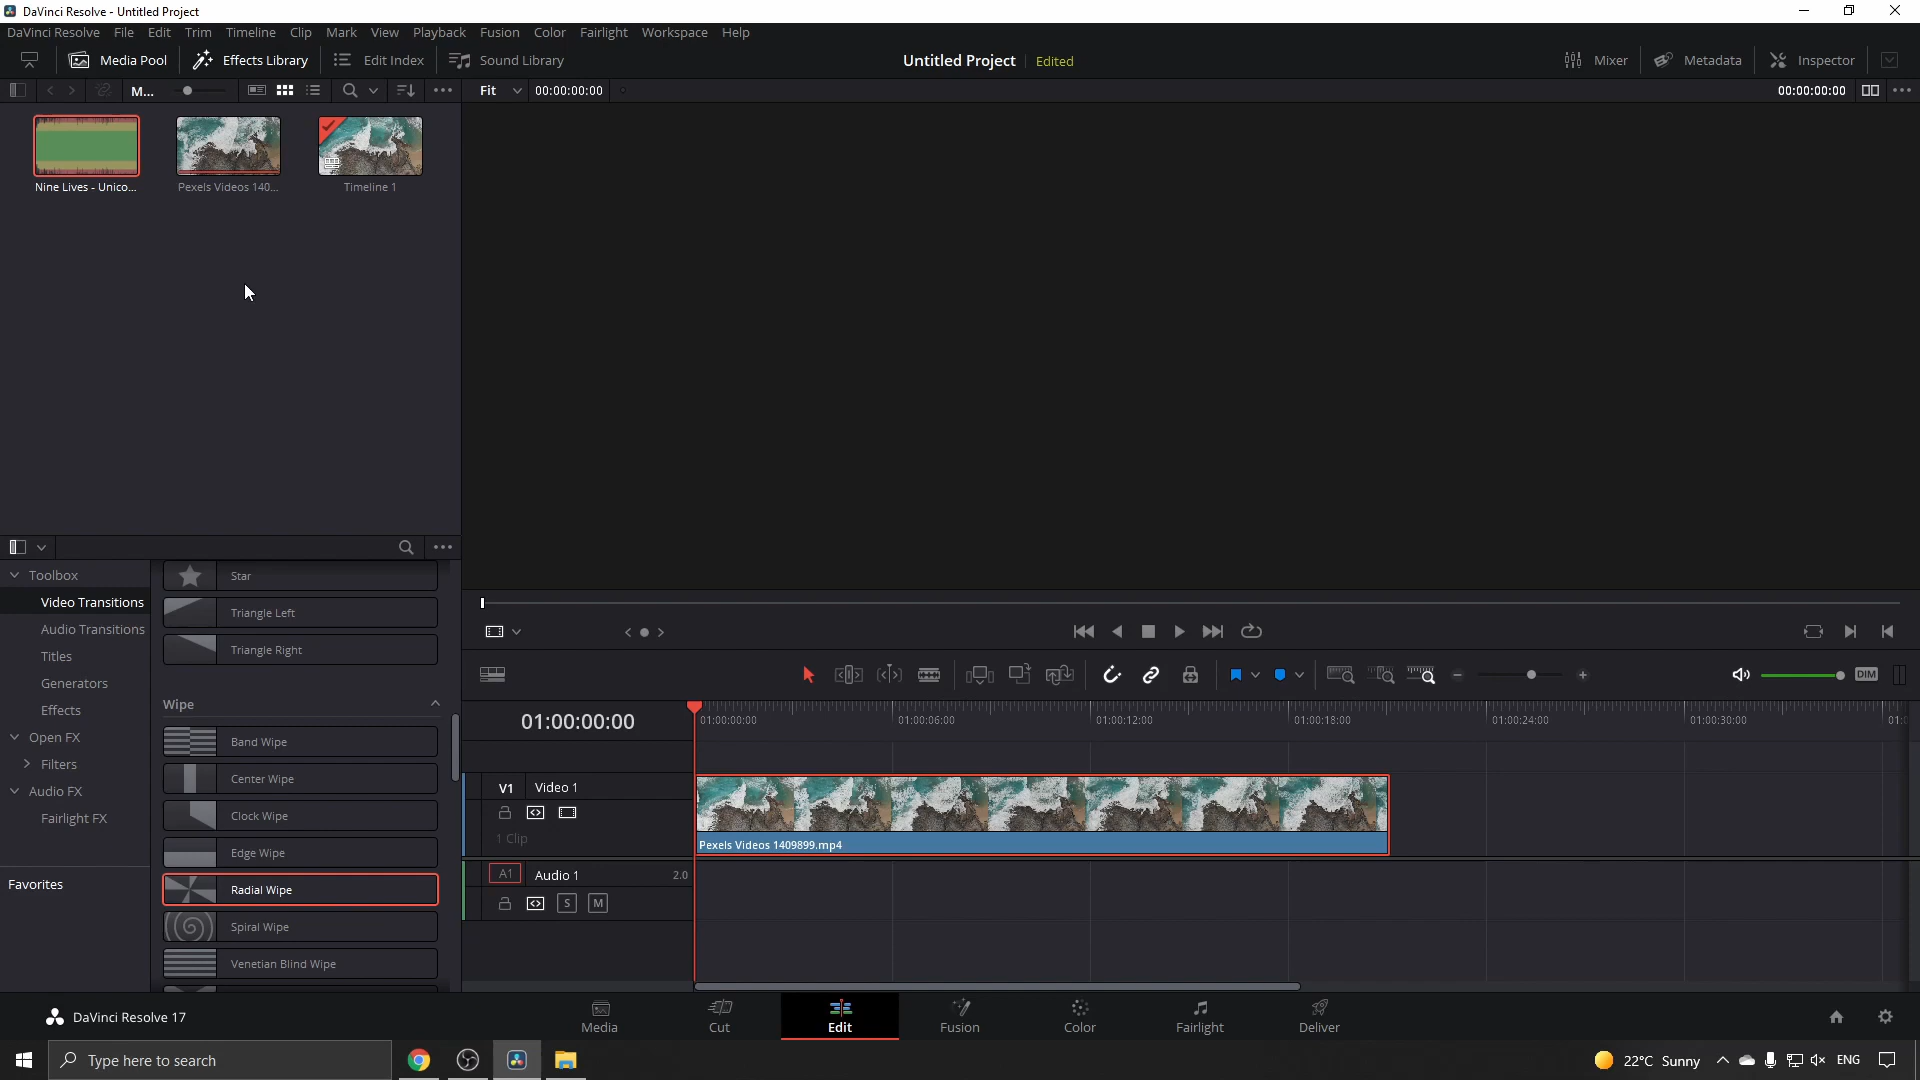 DaVinci Resolve - Untitled Project
DaVinci Resolve File Edit Trim Timeline Clip Mark View Playback Fusion Color Fairlight Workspace Help
Media Pool Effects Library Edit Index Sound Library Untitled Project Edited Mixer Metadata Inspector
M... Fit 00:00:00:00 00:00:00:00
Nine Lives - Unico... Pexels Videos 140... Timeline 1
Toolbox
Video Transitions
Audio Transitions
Titles
Generators
Effects
Open FX
Filters
Audio FX
Fairlight FX
Favorites
Star
Triangle Left
Triangle Right
Wipe
Band Wipe
Center Wipe
Clock Wipe
Edge Wipe
Radial Wipe
Spiral Wipe
Venetian Blind Wipe
DIM
01:00:00:00 01:00:00:00 01:00:06:00 01:00:12:00 01:00:18:00 01:00:24:00 01:00:30:00 01:0
V1 Video 1
1 Clip
Pexels Videos 1409899.mp4
A1 Audio 1 2.0
S M
DaVinci Resolve 17 Media Cut Edit Fusion Color Fairlight Deliver
Type here to search 22°C Sunny ENG